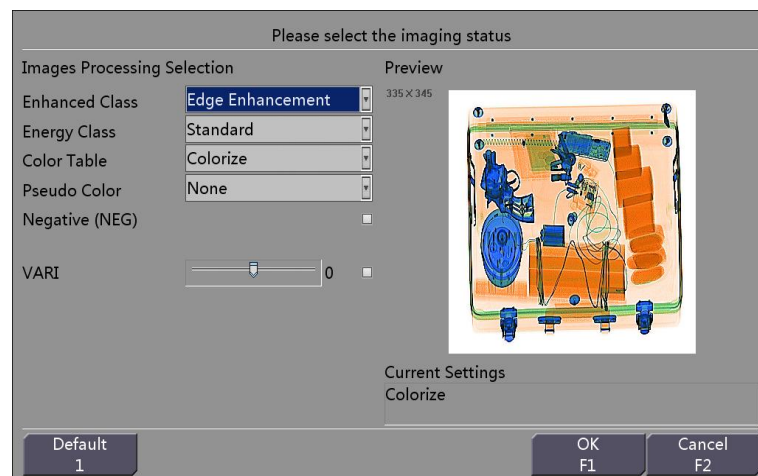 Please select the imaging status
Images Processing Selection
Enhanced Class Edge Enhancement
Energy Class Standard
Color Table Colorize
Pseudo Color None
Negative (NEG)
VARI 0
Preview
335×345
Current Settings
Colorize
Default
1
OK
F1
Cancel
F2